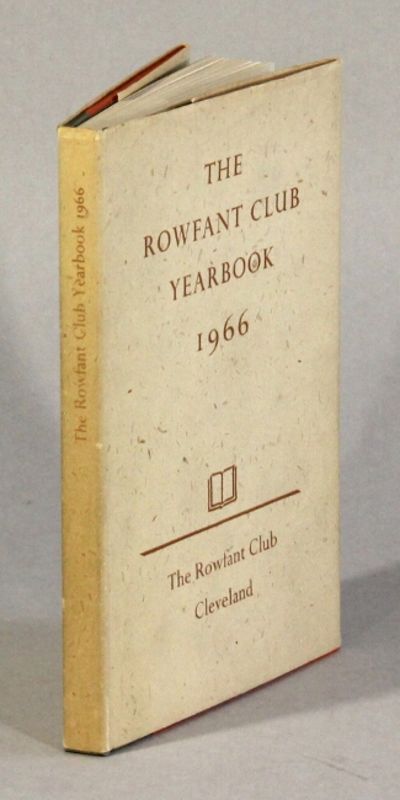 THE
ROWFANT CLUB
YEARBOOK
1966
The Rowfant Club
Cleveland
The Rowfant Club Yearbook 1966